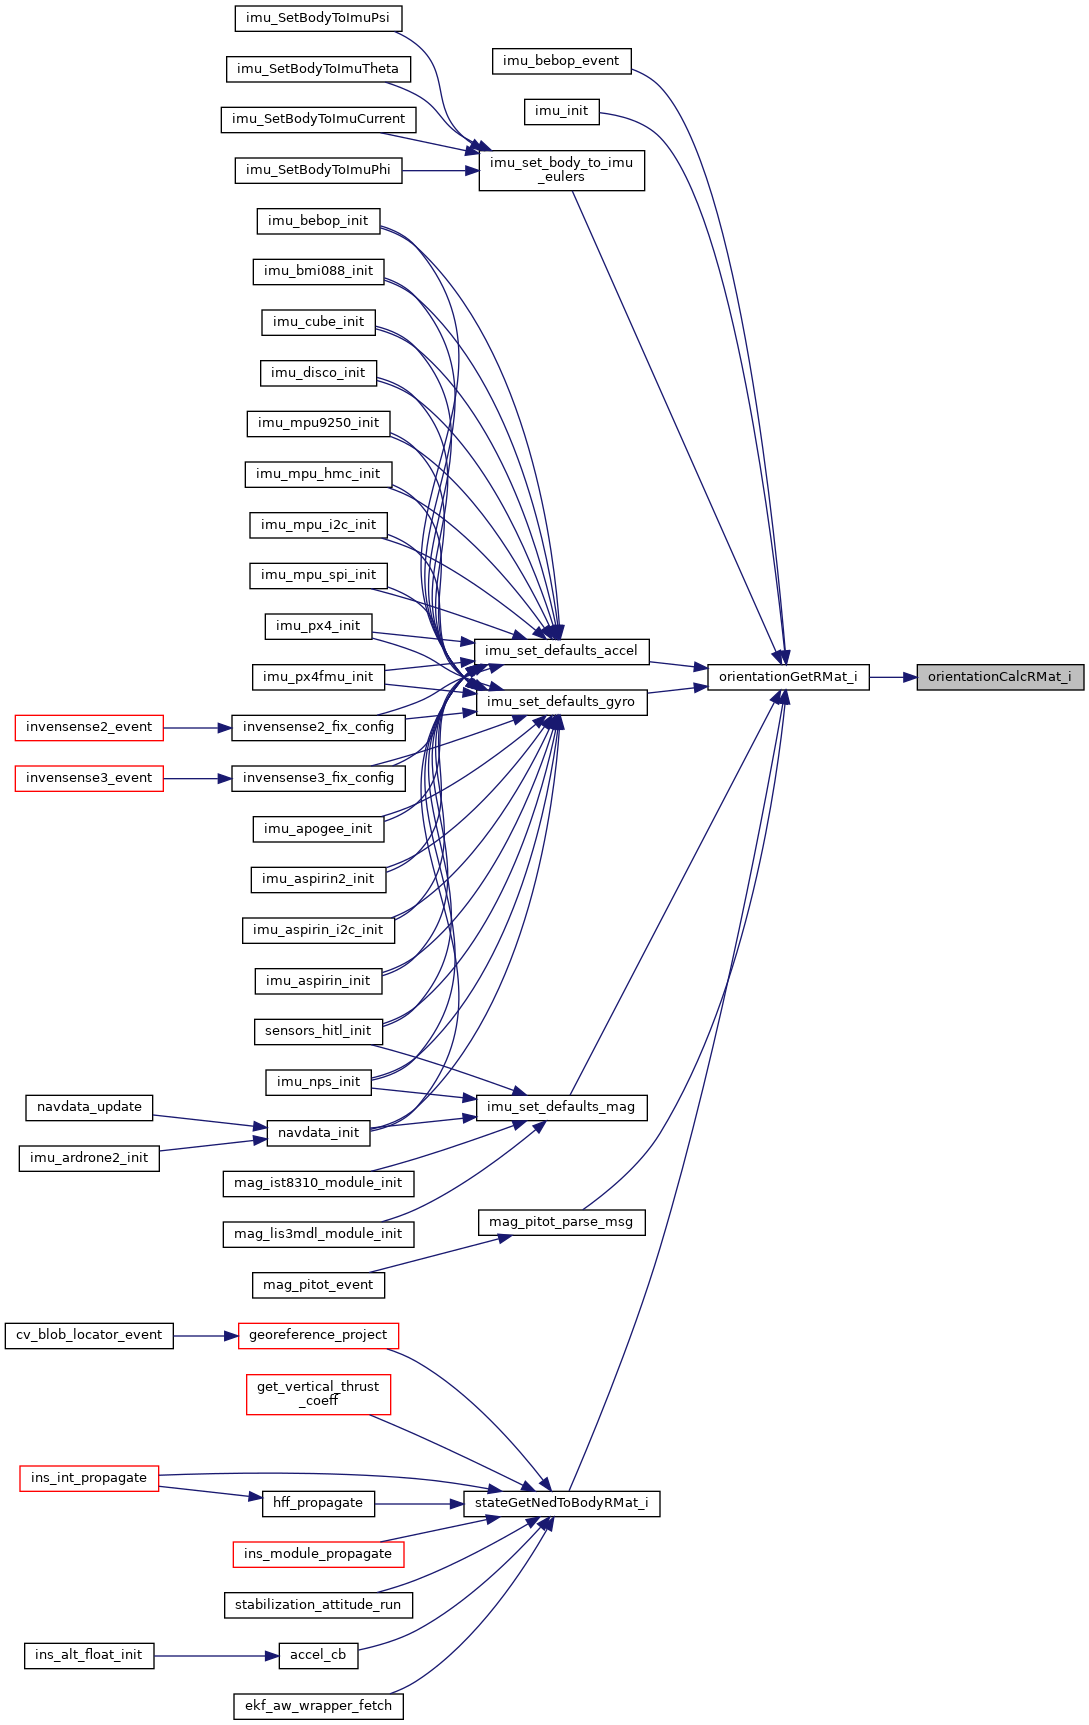 imu_SetBodyToImuPsi
imu_SetBodyToImuTheta
imu_SetBodyToImuCurrent
imu_SetBodyToImuPhi
imu_bebop_event
imu_init
imu_set_body_to_imu
_eulers
imu_bebop_init
imu_bmi088_init
imu_cube_init
imu_disco_init
imu_mpu9250_init
imu_mpu_hmc_init
imu_mpu_i2c_init
imu_mpu_spi_init
imu_px4_init
imu_px4fmu_init
imu_set_defaults_accel
imu_set_defaults_gyro
orientationGetRMat_i
orientationCalcRMat_i
invensense2_event
invensense2_fix_config
invensense3_event
invensense3_fix_config
imu_apogee_init
imu_aspirin2_init
imu_aspirin_i2c_init
imu_aspirin_init
sensors_hitl_init
imu_nps_init
navdata_update
navdata_init
imu_ardrone2_init
imu_set_defaults_mag
mag_ist8310_module_init
mag_lis3mdl_module_init
mag_pitot_parse_msg
mag_pitot_event
cv_blob_locator_event
georeference_project
get_vertical_thrust
_coeff
ins_int_propagate
hff_propagate
stateGetNedToBodyRMat_i
ins_module_propagate
stabilization_attitude_run
ins_alt_float_init
accel_cb
ekf_aw_wrapper_fetch